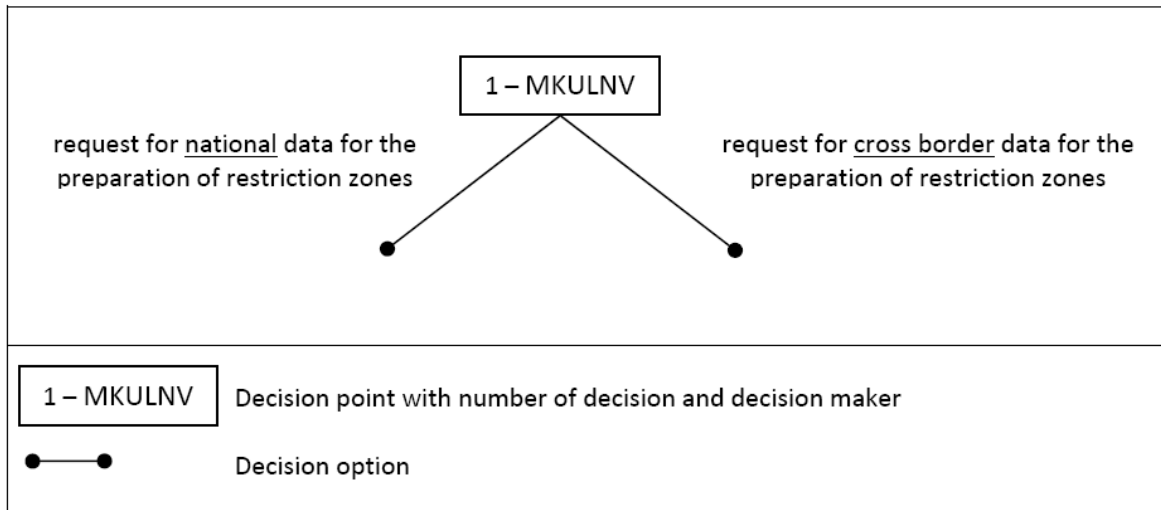 1 – MKULNV
request for national data for the
preparation of restriction zones
request for cross border data for the
preparation of restriction zones
1 – MKULNV
Decision point with number of decision and decision maker
Decision option